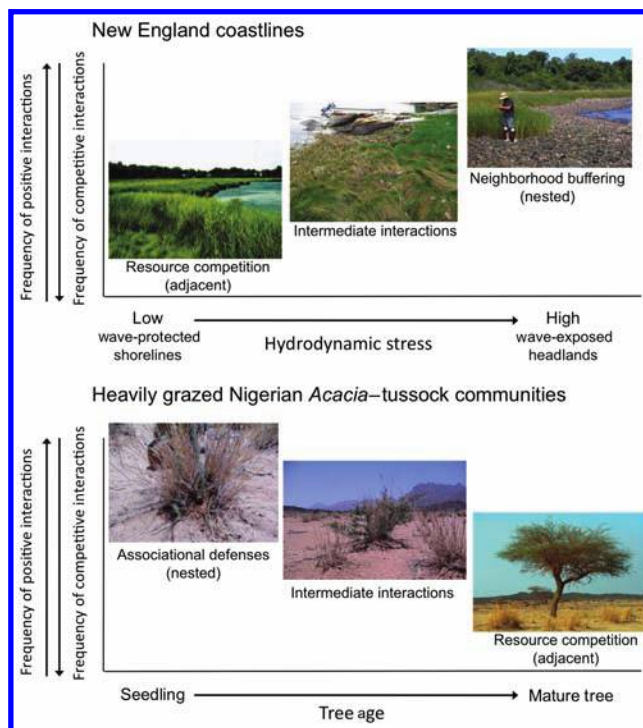 New England coastlines
Frequency of positive interactions
Frequency of competitive interactions
Resource competition
(adjacent)
Intermediate interactions
Neighborhood buffering
(nested)
Low
wave-protected
shorelines
Hydrodynamic stress
High
wave-exposed
headlands
Heavily grazed Nigerian Acacia–tussock communities
Frequency of positive interactions
Frequency of competitive interactions
Associational defenses
(nested)
Intermediate interactions
Resource competition
(adjacent)
Seedling
Tree age
Mature tree